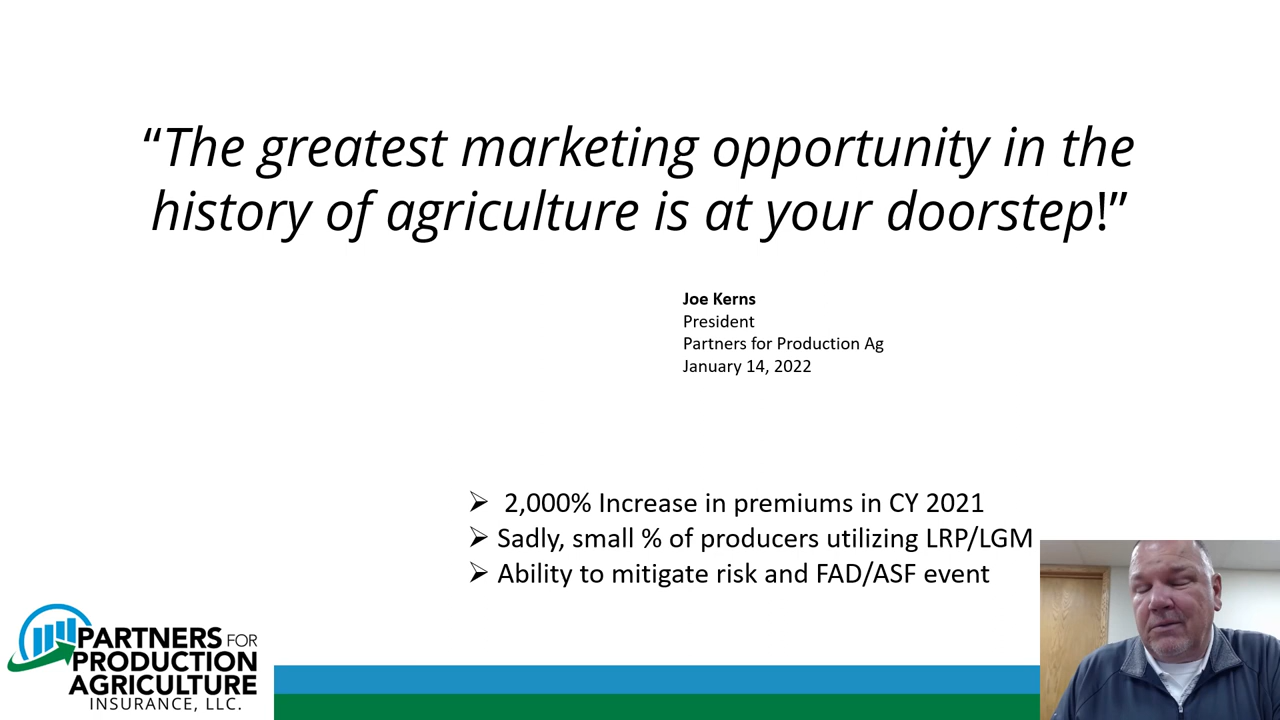 “The greatest marketing opportunity in the
history of agriculture is at your doorstep!”
Joe Kerns
President
Partners for Production Ag
January 14, 2022
➢ 2,000% Increase in premiums in CY 2021
➢ Sadly, small % of producers utilizing LRP/LGM
➢ Ability to mitigate risk and FAD/ASF event
PARTNERS FOR
PRODUCTION
AGRICULTURE
INSURANCE, LLC.